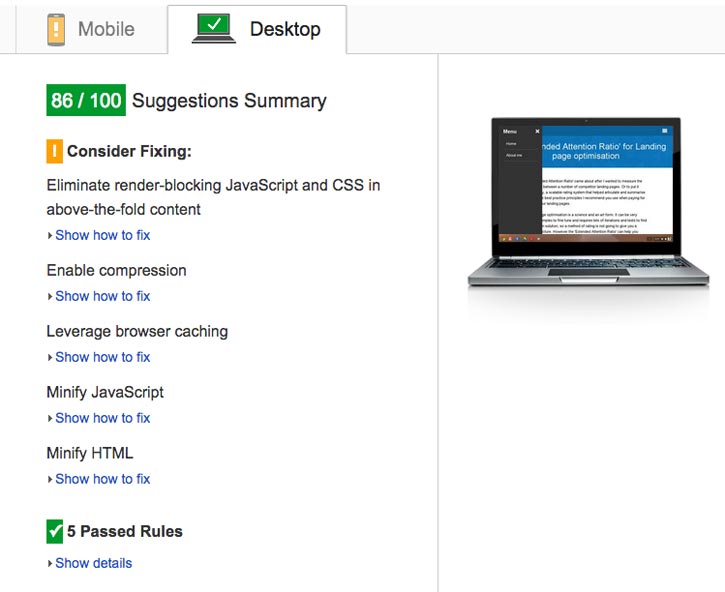 Mobile
Desktop
86 / 100 Suggestions Summary
! Consider Fixing:
Eliminate render-blocking JavaScript and CSS in
above-the-fold content
Show how to fix
Enable compression
Show how to fix
Leverage browser caching
Show how to fix
Minify JavaScript
Show how to fix
Minify HTML
Show how to fix
5 Passed Rules
Show details
Menu
Home
About me
nded Attention Ratio' for Landing
page optimisation